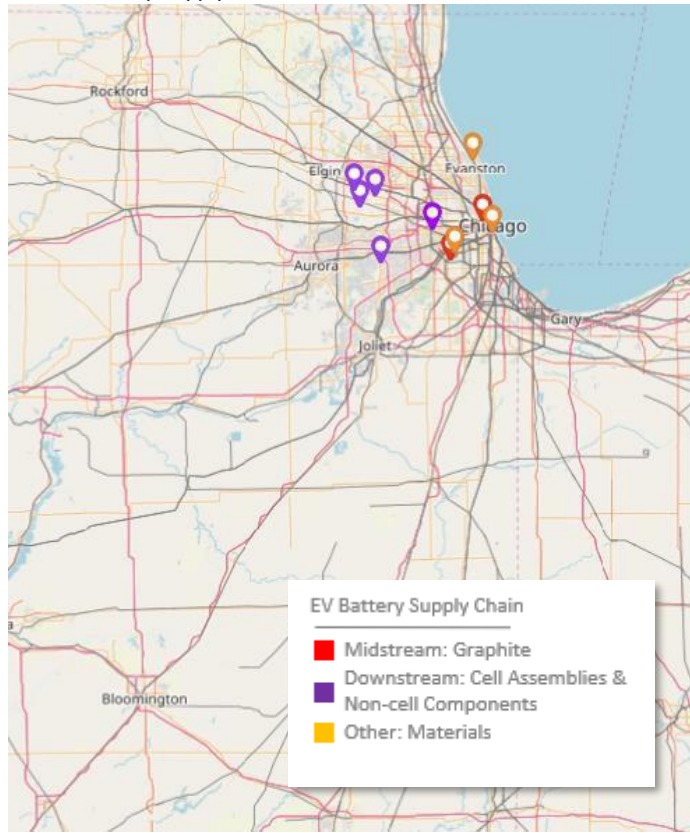 Rockford
Elgin
Evanston
Chicago
Aurora
Gary
Joliet
EV Battery Supply Chain
Midstream: Graphite
Downstream: Cell Assemblies &
Non-cell Components
Other: Materials
Bloomington